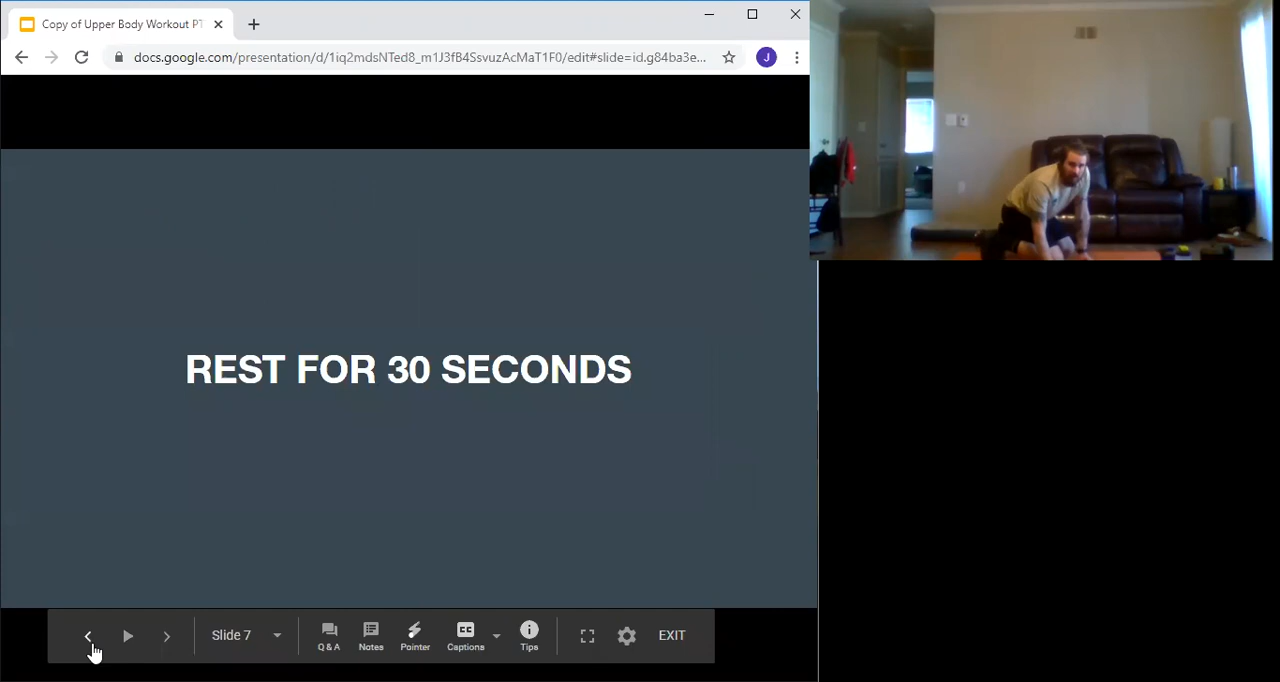 Copy of Upper Body Workout PT
docs.google.com/presentation/d/1iq2mdsNTed8_m1J3fB4SsvuzAcMaT1F0/edit#slide=id.g84ba3e...
J
REST FOR 30 SECONDS
Slide 7
Q & A
Notes
Pointer
CC
Captions
Tips
EXIT